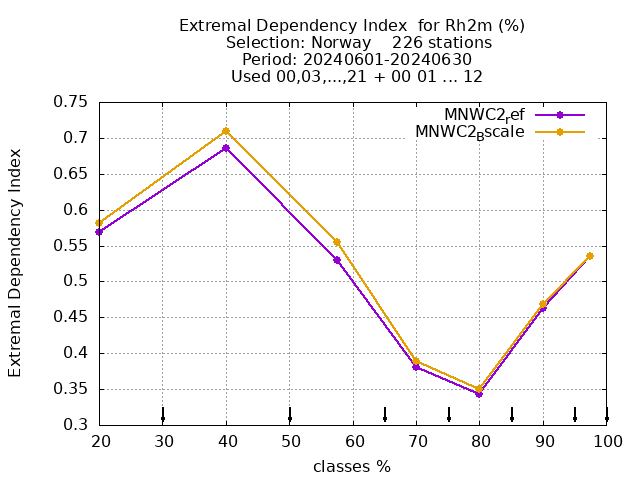 Extremal Dependency Index  for Rh2m (%)
Selection: Norway    226 stations
Period: 20240601-20240630
Used 00,03,...,21 + 00 01 ... 12
MNWC2ref
MNWC2Bscale
Extremal Dependency Index
0.75
0.7
0.65
0.6
0.55
0.5
0.45
0.4
0.35
0.3
20 30 40 50 60 70 80 90 100
classes %